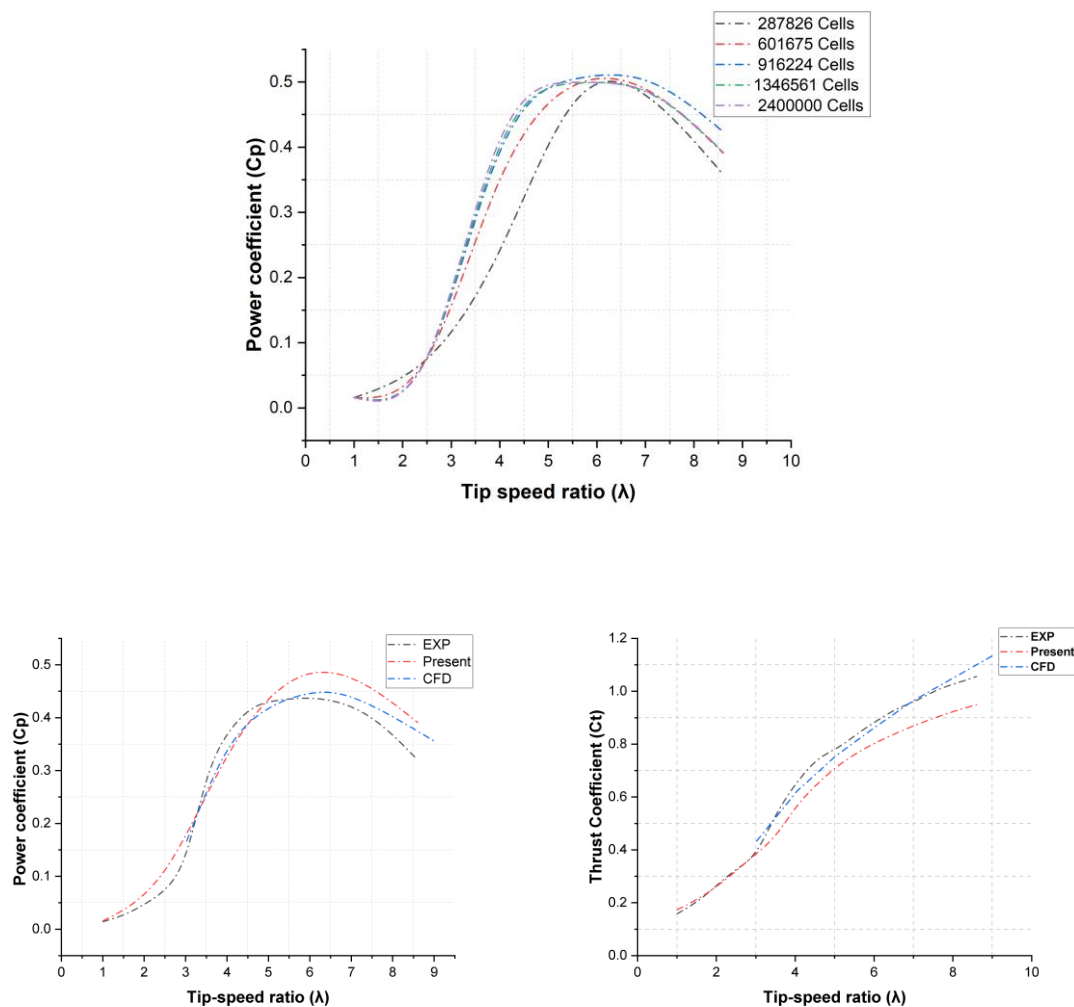 287826 Cells
601675 Cells
916224 Cells
1346561 Cells
2400000 Cells
0.5
0.4
0.3
0.2
0.1
0.0
Power coefficient (Cp)
0 1 2 3 4 5 6 7 8 9 10
Tip speed ratio (λ)
EXP
Present
CFD
0.5
0.4
0.3
0.2
0.1
0.0
Power coefficient (Cp)
0 1 2 3 4 5 6 7 8 9
Tip-speed ratio (λ)
EXP
Present
CFD
1.2
1.0
0.8
0.6
0.4
0.2
0.0
Thrust Coefficient (Ct)
0 2 4 6 8 10
Tip-speed ratio (λ)